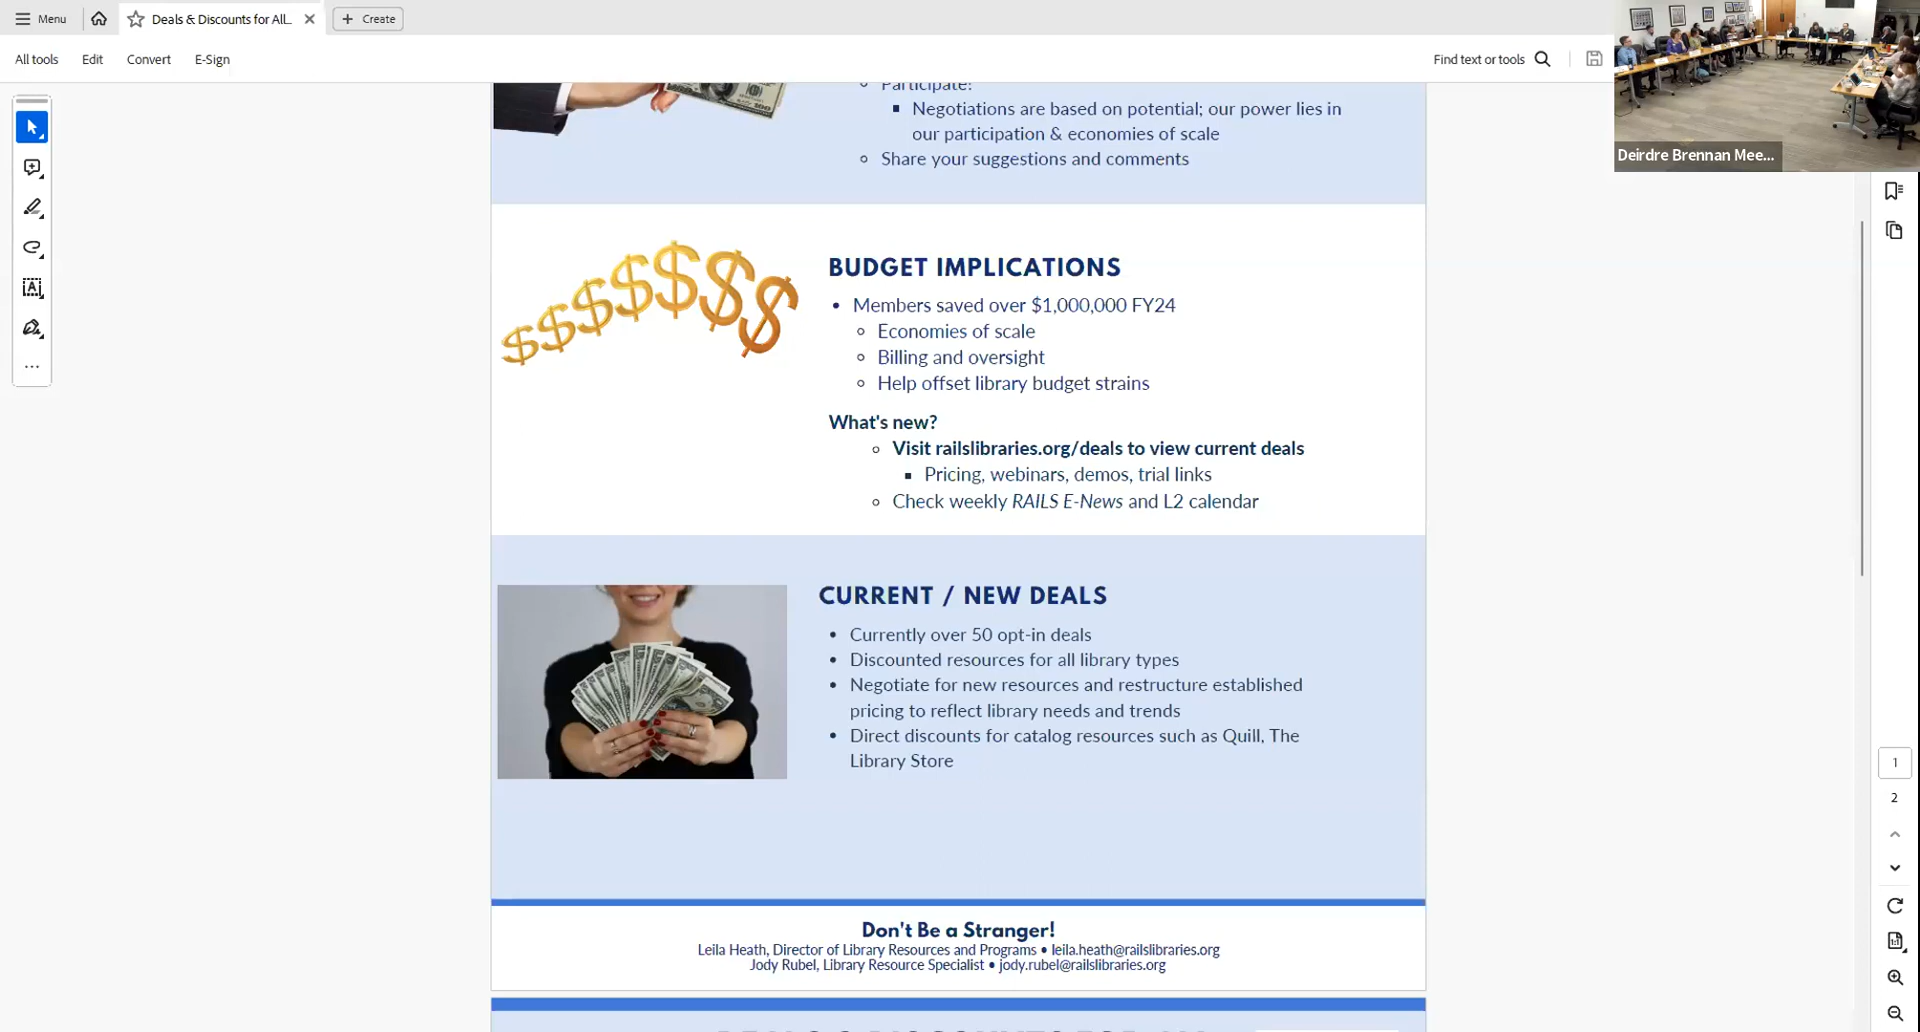 Menu
Deals & Discounts for All...
Create
All tools
Edit
Convert
E-Sign
Find text or tools
Deirdre Brennan Mee...
Participate!
Negotiations are based on potential; our power lies in
our participation & economies of scale
Share your suggestions and comments
BUDGET IMPLICATIONS
Members saved over $1,000,000 FY24
Economies of scale
Billing and oversight
Help offset library budget strains
What's new?
Visit railslibraries.org/deals to view current deals
Pricing, webinars, demos, trial links
Check weekly RAILS E-News and L2 calendar
CURRENT / NEW DEALS
Currently over 50 opt-in deals
Discounted resources for all library types
Negotiate for new resources and restructure established
pricing to reflect library needs and trends
Direct discounts for catalog resources such as Quill, The
Library Store
Don't Be a Stranger!
Leila Heath, Director of Library Resources and Programs • leila.heath@railslibraries.org
Jody Rubel, Library Resource Specialist • jody.rubel@railslibraries.org
1
2